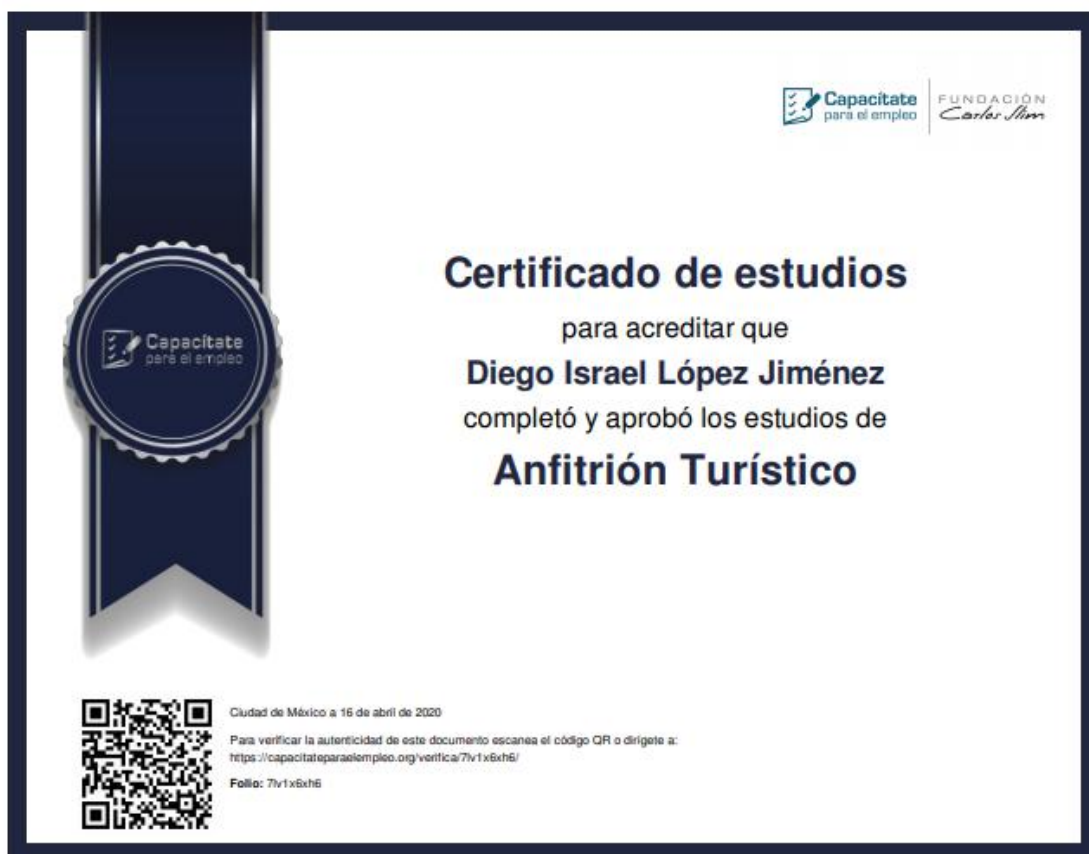 Capacítate
para el empleo
FUNDACIÓN
Carlos Slim
Certificado de estudios
para acreditar que
Diego Israel López Jiménez
completó y aprobó los estudios de
Anfitrión Turístico
Capacítate
para el empleo
Ciudad de México a 16 de abril de 2020
Para verificar la autenticidad de este documento escanea el código QR o dirígete a:
https://capacitateparaelempleo.org/verifica/7lv1x6xh6/
Folio: 7lv1x6xh6